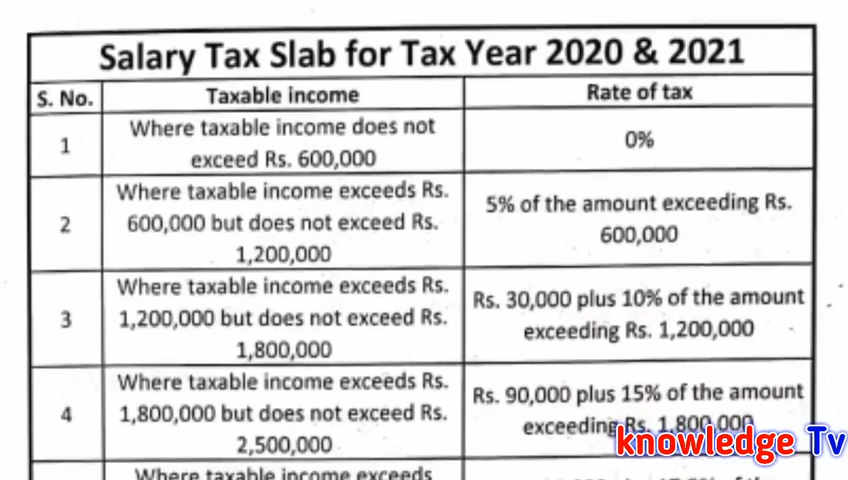 Salary Tax Slab for Tax Year 2020 & 2021
S. No. Taxable income Rate of tax
1 Where taxable income does not
exceed Rs. 600,000
0%
2 Where taxable income exceeds Rs.
600,000 but does not exceed Rs.
1,200,000
5% of the amount exceeding Rs.
600,000
3 Where taxable income exceeds Rs.
1,200,000 but does not exceed Rs.
1,800,000
Rs. 30,000 plus 10% of the amount
exceeding Rs. 1,200,000
4 Where taxable income exceeds Rs.
1,800,000 but does not exceed Rs.
2,500,000
Rs. 90,000 plus 15% of the amount
exceeding Rs. 1,800,000
knowledge Tv
Where taxable income exceeds